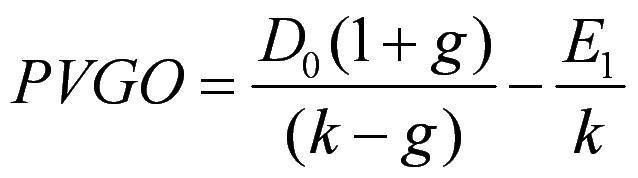 PVGO = D₀(1 + g) / (k − g) − E₁ / k